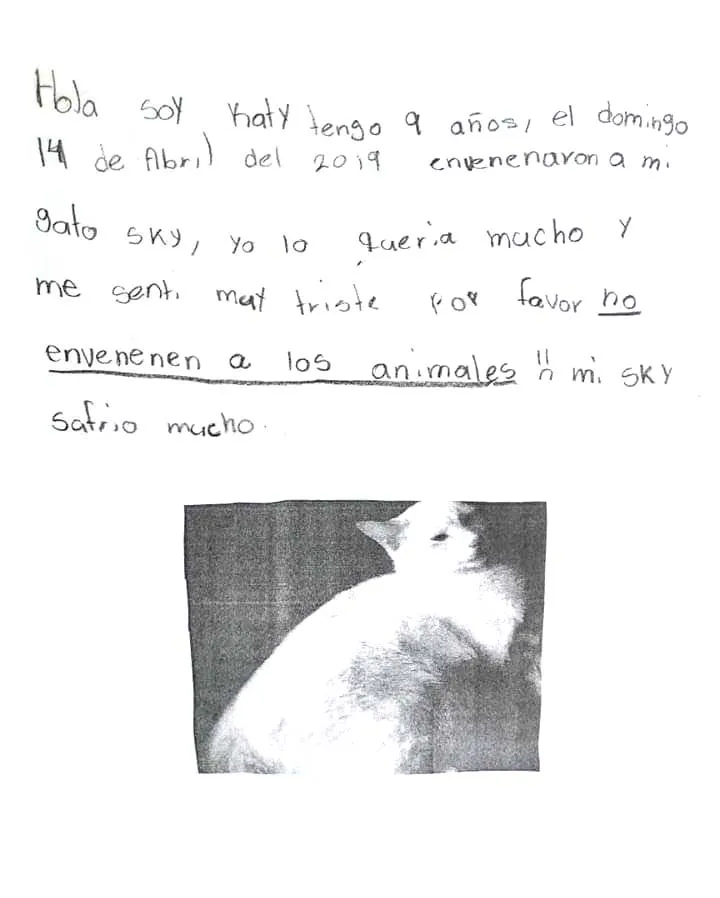 Hola soy Katy tengo 9 años, el domingo
14 de Abril del 2019 envenenaron a mi
gato sky, yo lo queria mucho y
me senti muy triste por favor no
envenenen a los animales !! mi SKY
safrio mucho.